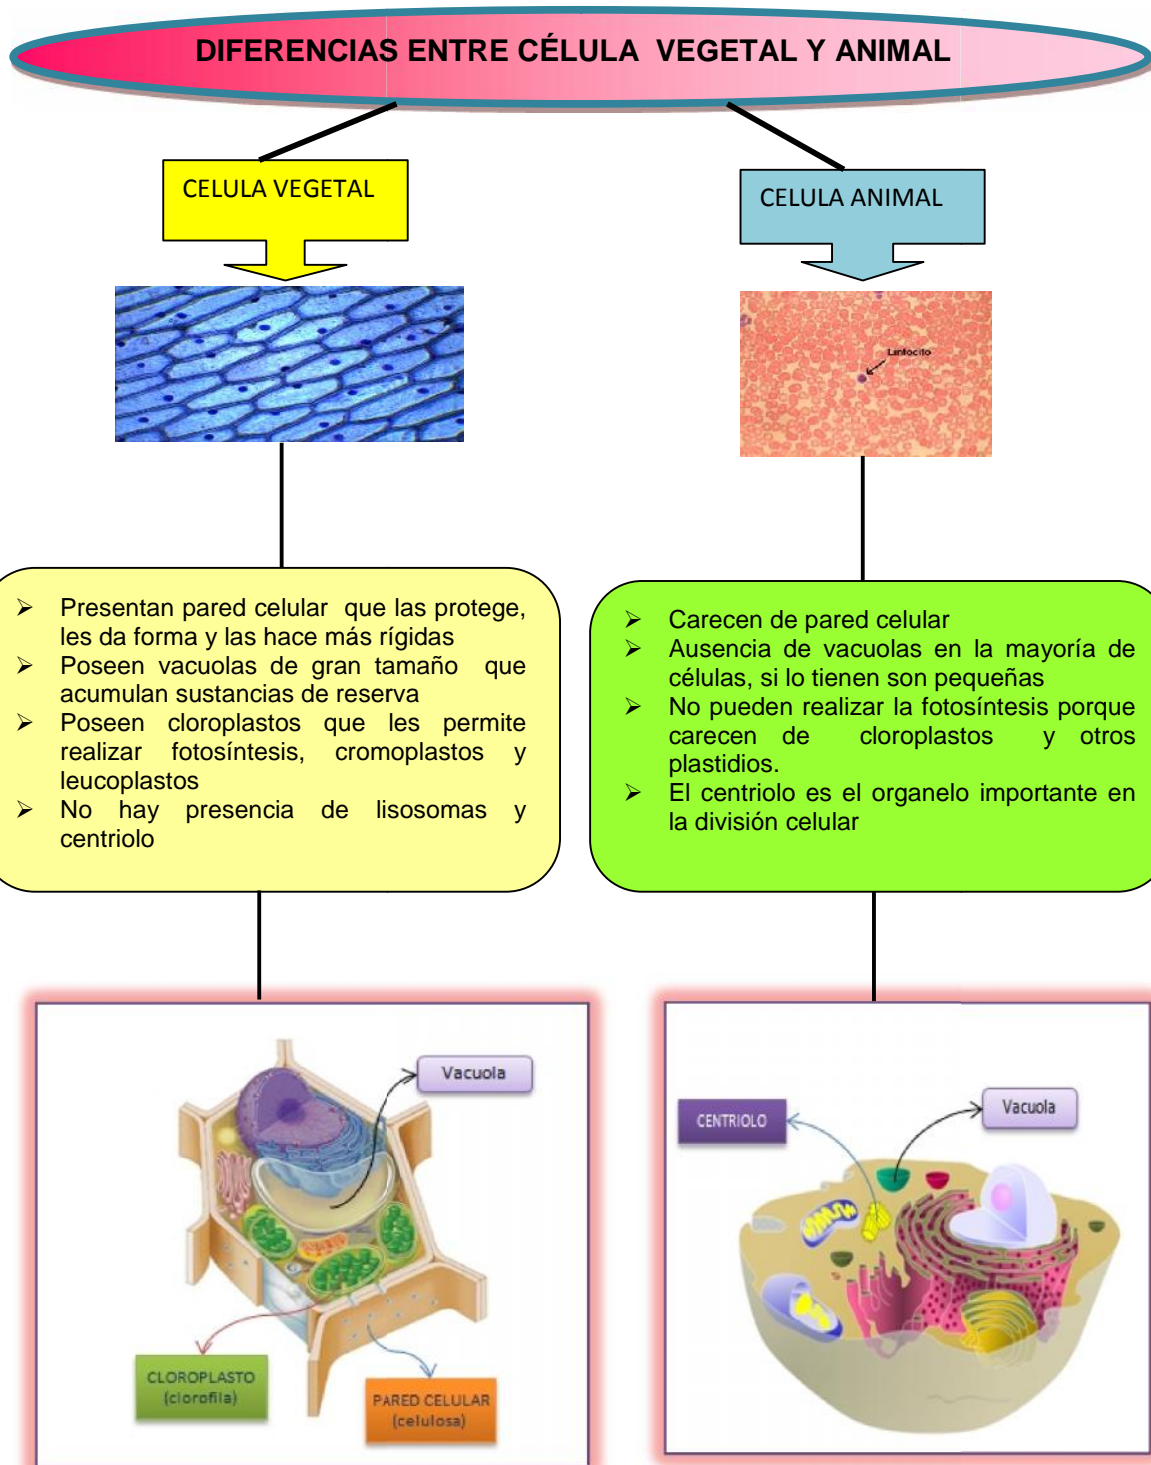 DIFERENCIAS ENTRE CÉLULA VEGETAL Y ANIMAL
CELULA VEGETAL
CELULA ANIMAL
Linfocito
➢ Presentan pared celular que las protege,
les da forma y las hace más rígidas
➢ Poseen vacuolas de gran tamaño que
acumulan sustancias de reserva
➢ Poseen cloroplastos que les permite
realizar fotosíntesis, cromoplastos y
leucoplastos
➢ No hay presencia de lisosomas y
centriolo
➢ Carecen de pared celular
➢ Ausencia de vacuolas en la mayoría de
células, si lo tienen son pequeñas
➢ No pueden realizar la fotosíntesis porque
carecen de cloroplastos y otros
plastidios.
➢ El centriolo es el organelo importante en
la división celular
Vacuola
CLOROPLASTO
(clorofila)
PARED CELULAR
(celulosa)
CENTRIOLO
Vacuola